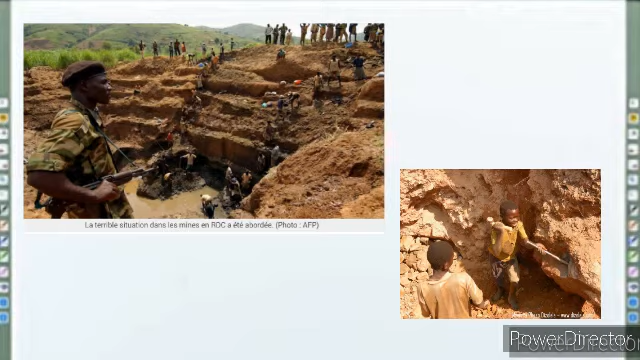 La terrible situation dans les mines en RDC a été abordée. (Photo : AFP)
PowerDirector